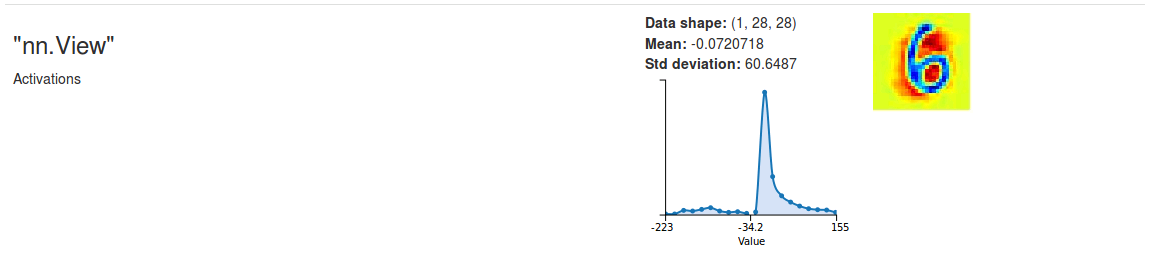 "nn.View"
Activations
Data shape: (1, 28, 28)
Mean: -0.0720718
Std deviation: 60.6487
-223 -34.2 155
Value
6